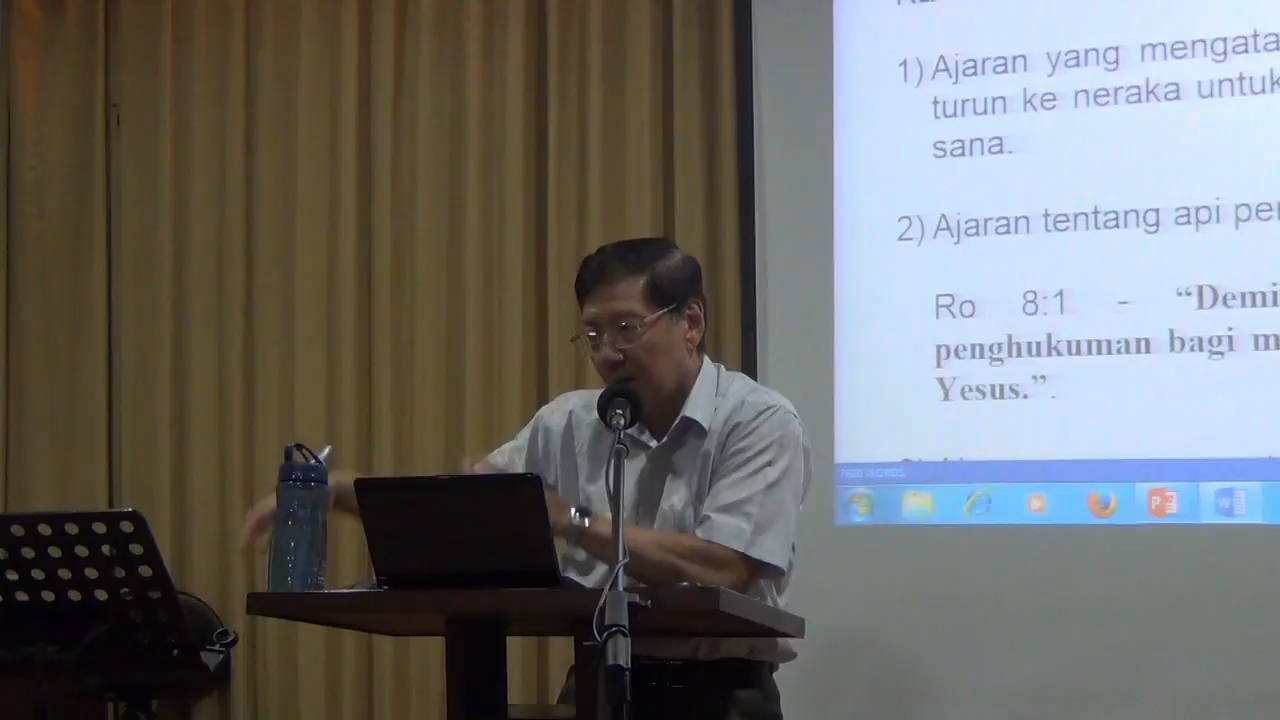 1) Ajaran yang mengata
turun ke neraka untuk
sana.
2) Ajaran tentang api pe
Ro 8:1 - “Demi
penghukuman bagi m
Yesus.”.
WORDS